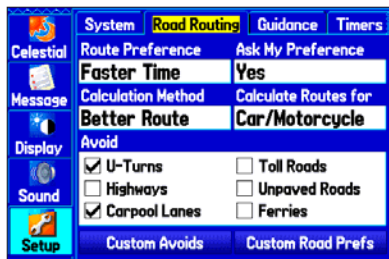 System Road Routing Guidance Timers
Celestial
Route Preference Ask My Preference
Faster Time Yes
Message
Calculation Method Calculate Routes for
Better Route Car/Motorcycle
Display
Avoid
U-Turns Toll Roads
Sound
Highways Unpaved Roads
Carpool Lanes Ferries
Setup
Custom Avoids Custom Road Prefs